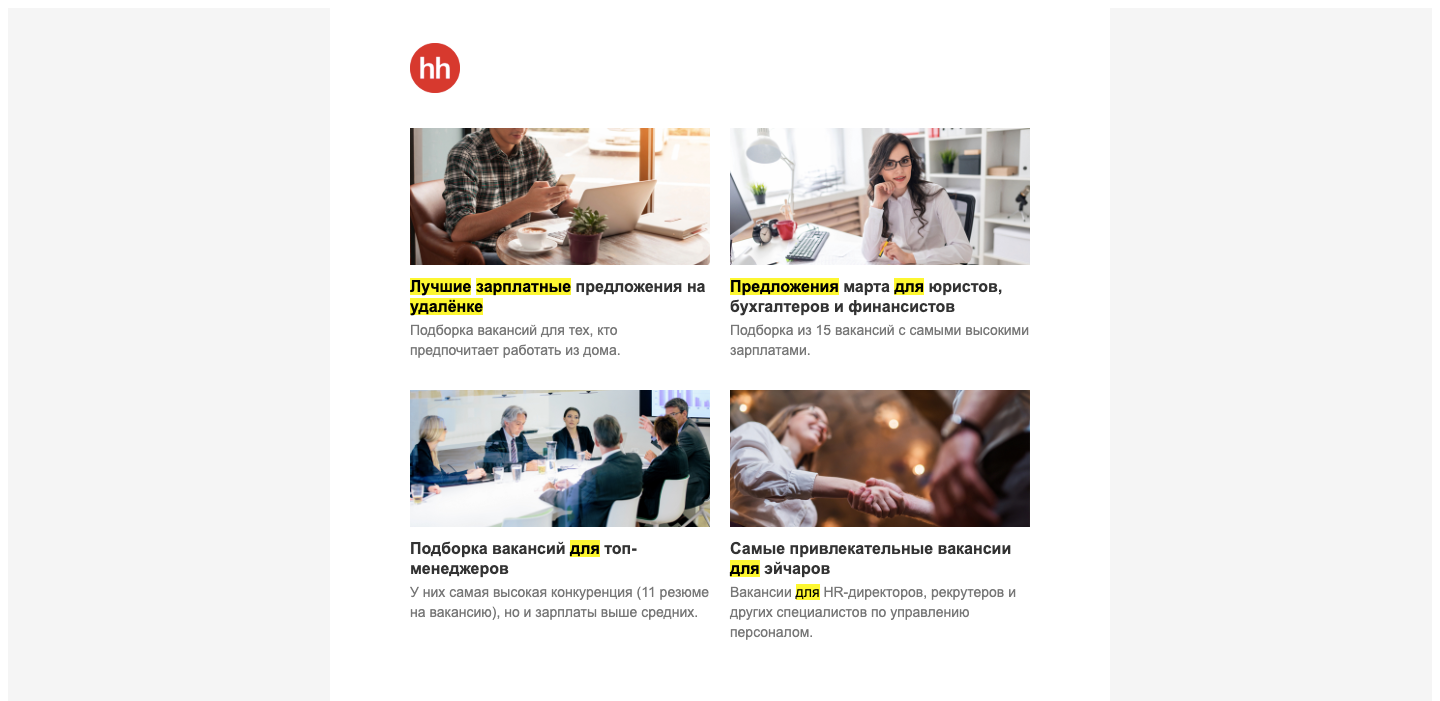 hh
Лучшие зарплатные предложения на
удалёнке
Подборка вакансий для тех, кто
предпочитает работать из дома.
Предложения марта для юристов,
бухгалтеров и финансистов
Подборка из 15 вакансий с самыми высокими
зарплатами.
Подборка вакансий для топ-
менеджеров
У них самая высокая конкуренция (11 резюме
на вакансию), но и зарплаты выше средних.
Самые привлекательные вакансии
для эйчаров
Вакансии для HR-директоров, рекрутеров и
других специалистов по управлению
персоналом.